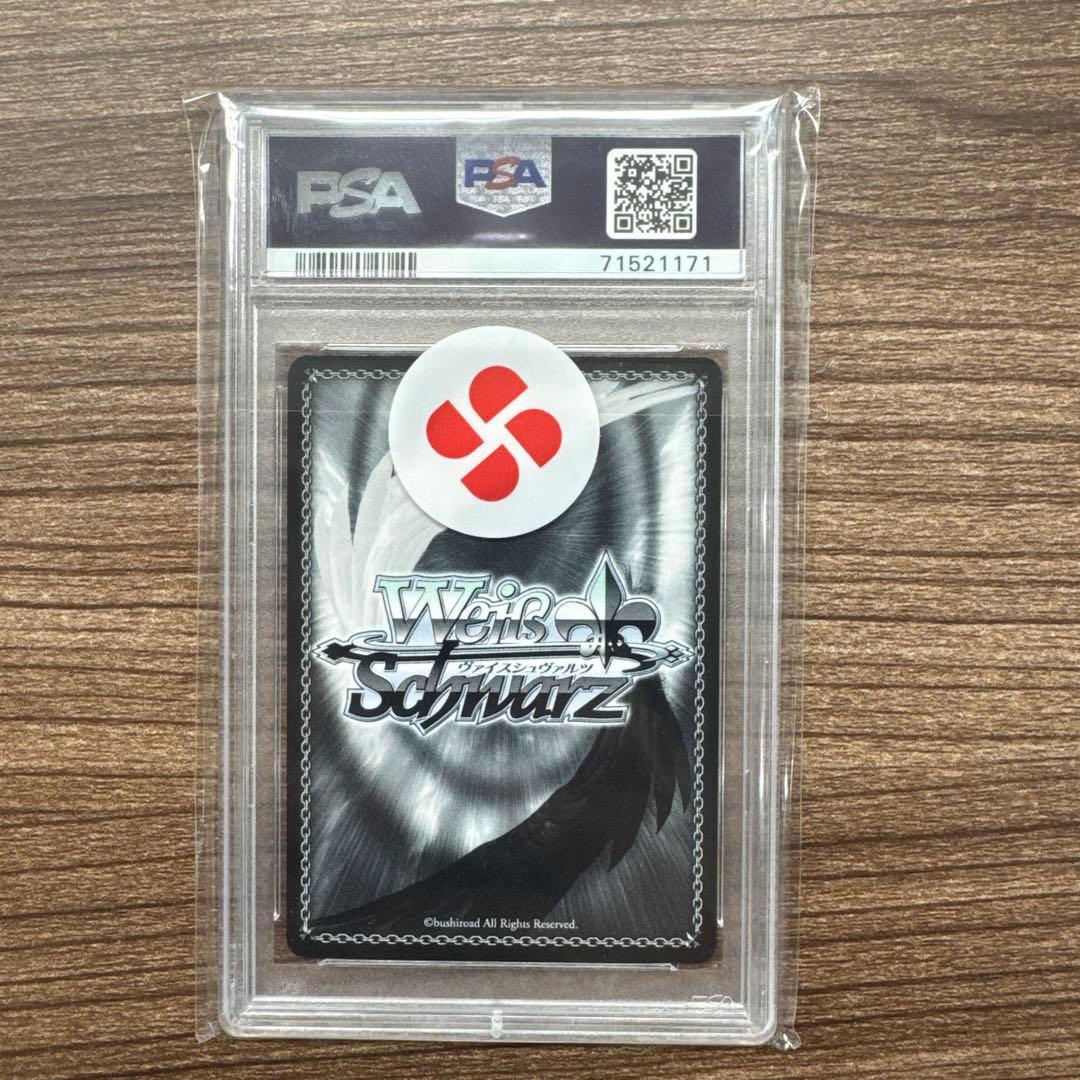 PSA
PSA
71521171
Weiß
ヴァイスシュヴァルツ
Schwarz
©bushiroad All Rights Reserved.